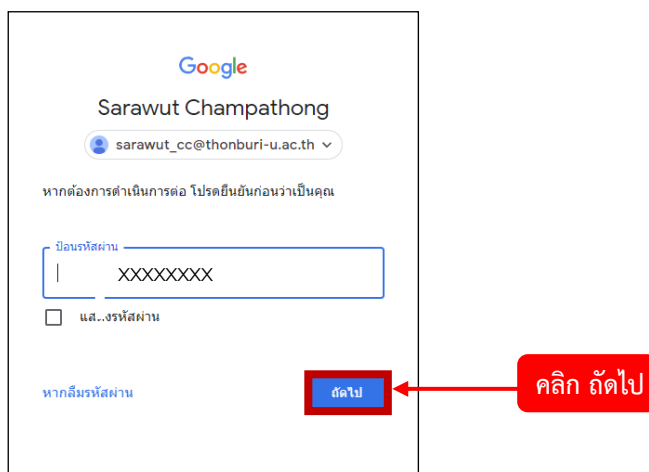 Google
Sarawut Champathong
sarawut_cc@thonburi-u.ac.th
หากต้องการดำเนินการต่อ โปรดยืนยันก่อนว่าเป็นคุณ
ป้อนรหัสผ่าน
XXXXXXXX
แส..งรหัสผ่าน
หากลืมรหัสผ่าน
ถัดไป
คลิก ถัดไป